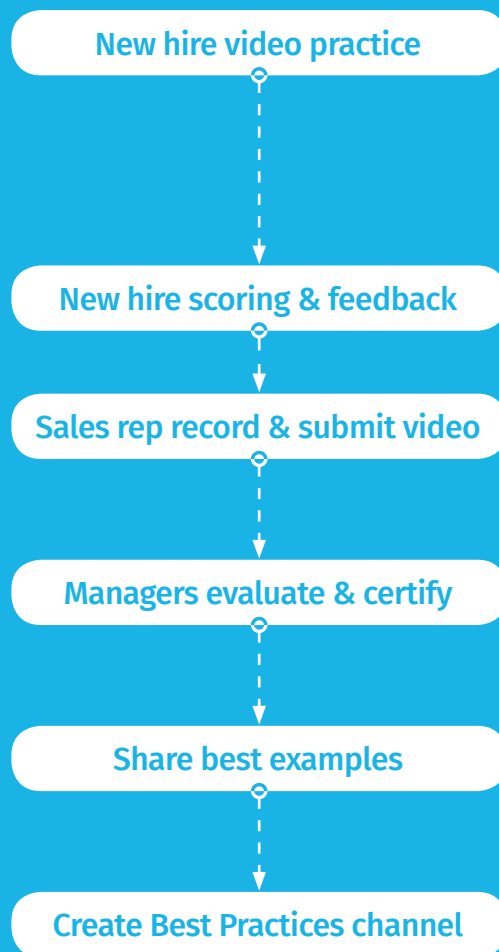 New hire video practice
New hire scoring & feedback
Sales rep record & submit video
Managers evaluate & certify
Share best examples
Create Best Practices channel